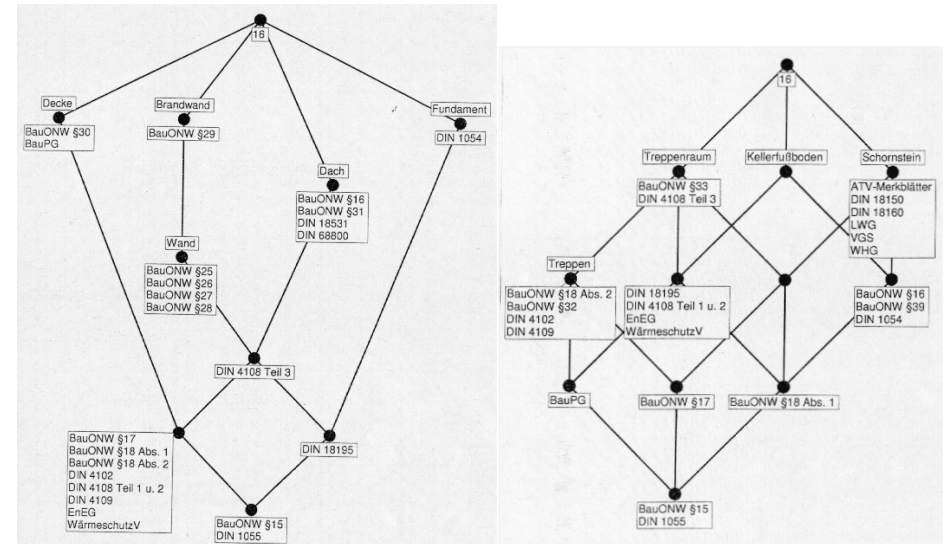 16
Decke
BauONW §30
BauPG
Brandwand
BauONW §29
Fundament
DIN 1054
Dach
BauONW §16
BauONW §31
DIN 18531
DIN 68800
Wand
BauONW §25
BauONW §26
BauONW §27
BauONW §28
DIN 4108 Teil 3
BauONW §17
BauONW §18 Abs. 1
BauONW §18 Abs. 2
DIN 4102
DIN 4108 Teil 1 u. 2
DIN 4109
EnEG
WärmeschutzV
DIN 18195
BauONW §15
DIN 1055
16
Treppenraum
BauONW §33
DIN 4108 Teil 3
Kellerfußboden
Schornstein
ATV-Merkblätter
DIN 18150
DIN 18160
LWG
VGS
WHG
Treppen
BauONW §18 Abs. 2
BauONW §32
DIN 4102
DIN 4109
DIN 18195
DIN 4108 Teil 1 u. 2
EnEG
WärmeschutzV
BauONW §16
BauONW §39
DIN 1054
BauPG
BauONW §17
BauONW §18 Abs. 1
BauONW §15
DIN 1055